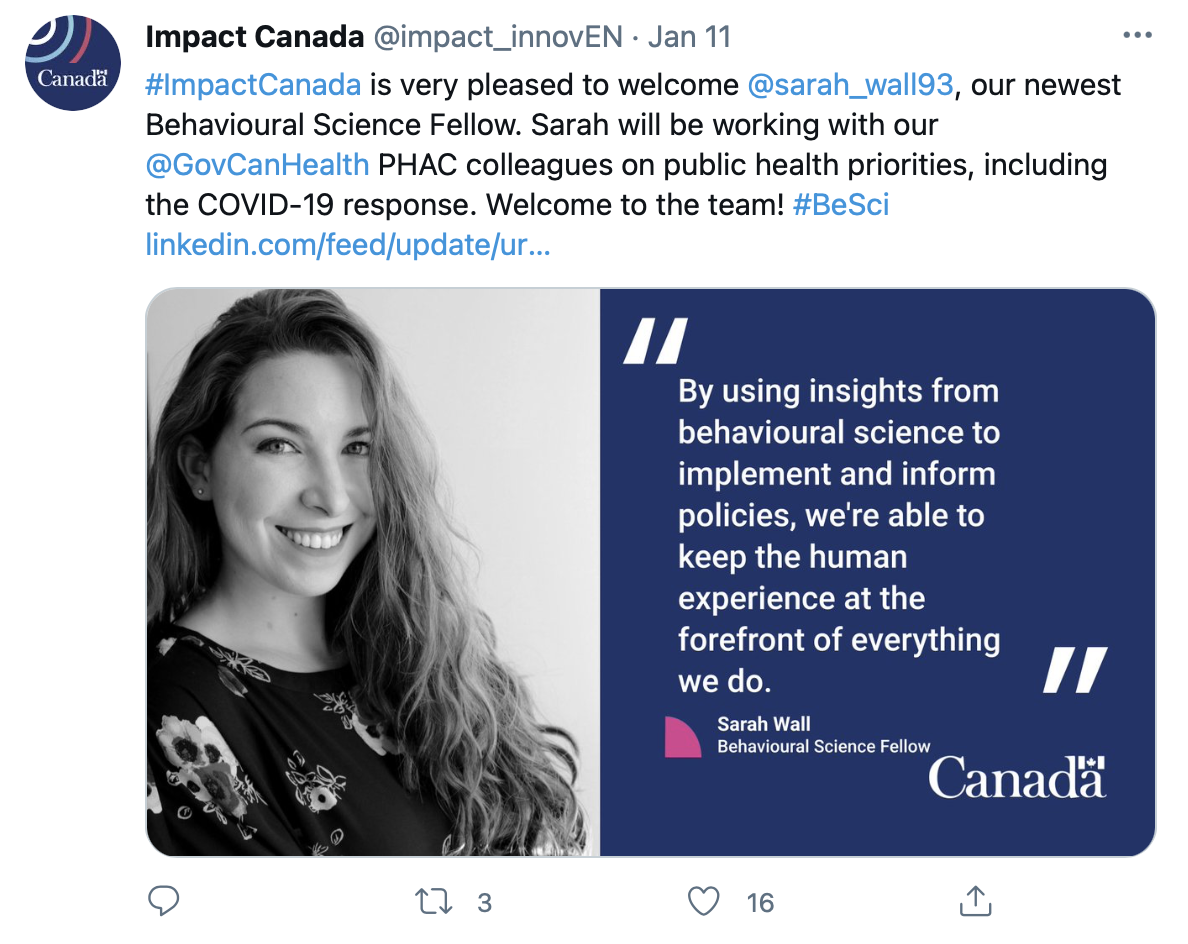 Canada
Impact Canada @impact_innovEN · Jan 11
#ImpactCanada is very pleased to welcome @sarah_wall93, our newest
Behavioural Science Fellow. Sarah will be working with our
@GovCanHealth PHAC colleagues on public health priorities, including
the COVID-19 response. Welcome to the team! #BeSci
linkedin.com/feed/update/ur...
"
By using insights from
behavioural science to
implement and inform
policies, we're able to
keep the human
experience at the
forefront of everything
we do.
"
Sarah Wall
Behavioural Science Fellow
Canada
3
16